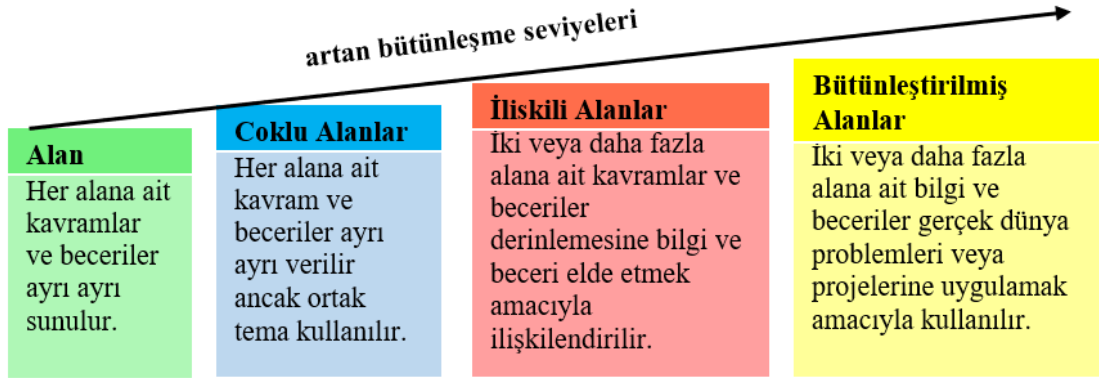 artan bütünleşme seviyeleri
Alan
Her alana ait
kavramlar
ve beceriler
ayrı ayrı
sunulur.
Coklu Alanlar
Her alana ait
kavram ve
beceriler ayrı
ayrı verilir
ancak ortak
tema kullanılır.
İliskili Alanlar
İki veya daha fazla
alana ait kavramlar ve
beceriler
derinlemesine bilgi ve
beceri elde etmek
amacıyla
ilişkilendirilir.
Bütünleştirilmiş
Alanlar
İki veya daha fazla
alana ait bilgi ve
beceriler gerçek dünya
problemleri veya
projelerine uygulamak
amacıyla kullanılır.